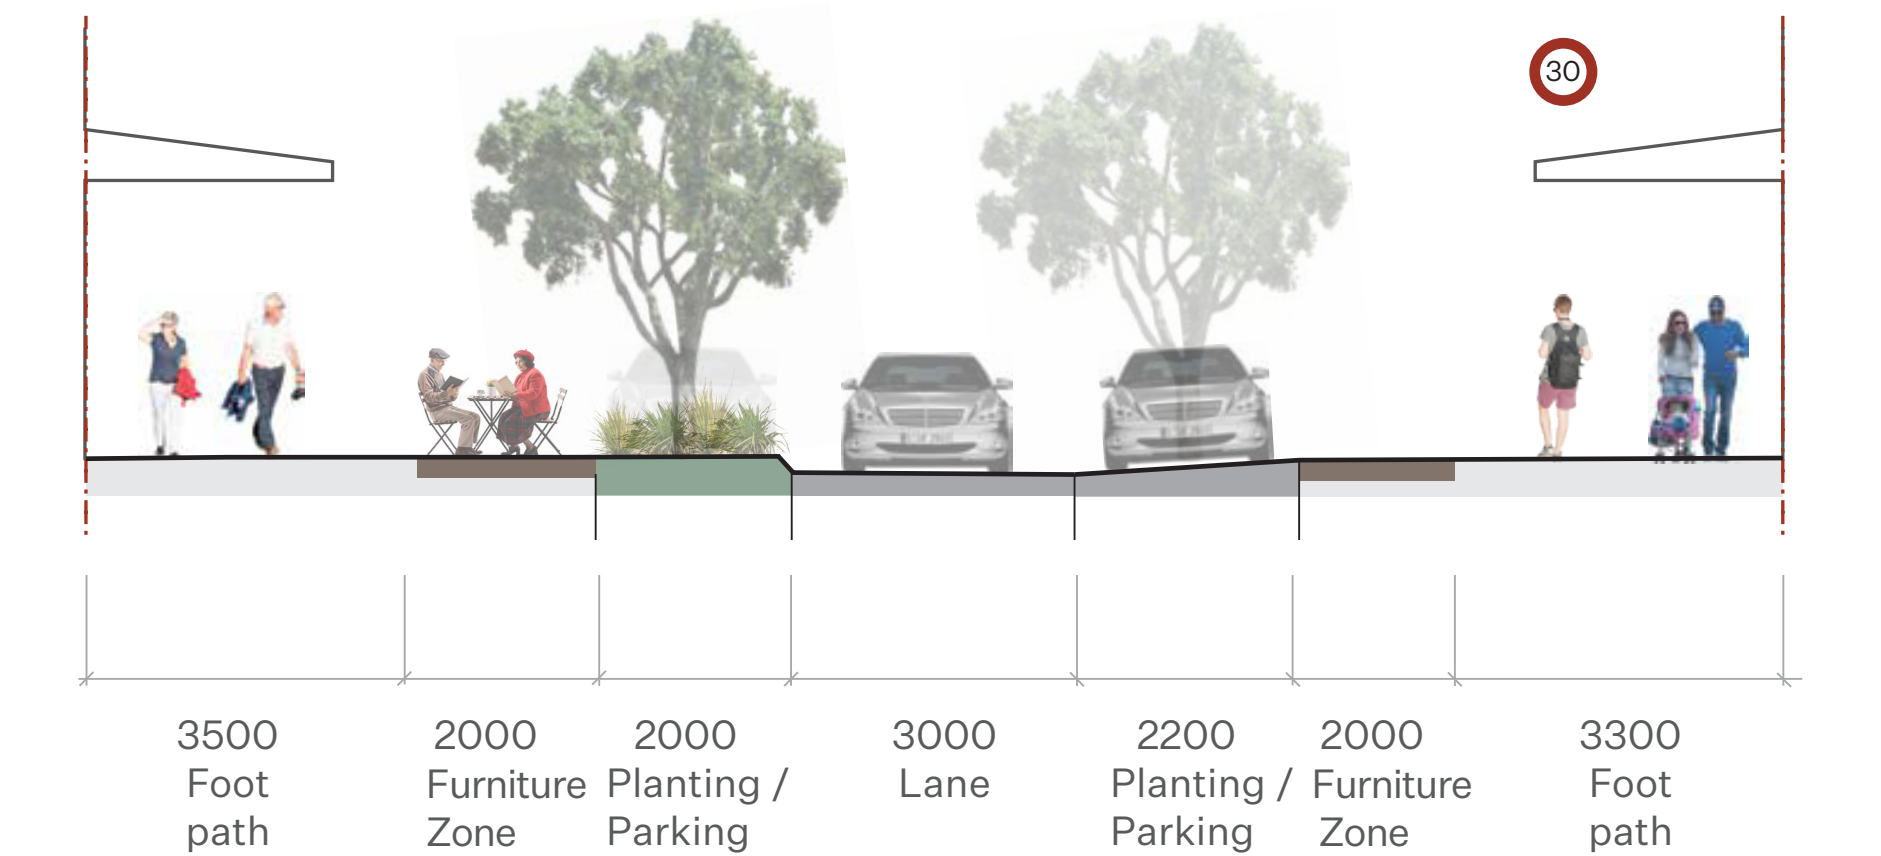 30
3500 2000 2000 3000 2200 2000 3300
Foot Furniture Planting / Lane Planting / Furniture Foot
path Zone Parking Parking Zone path